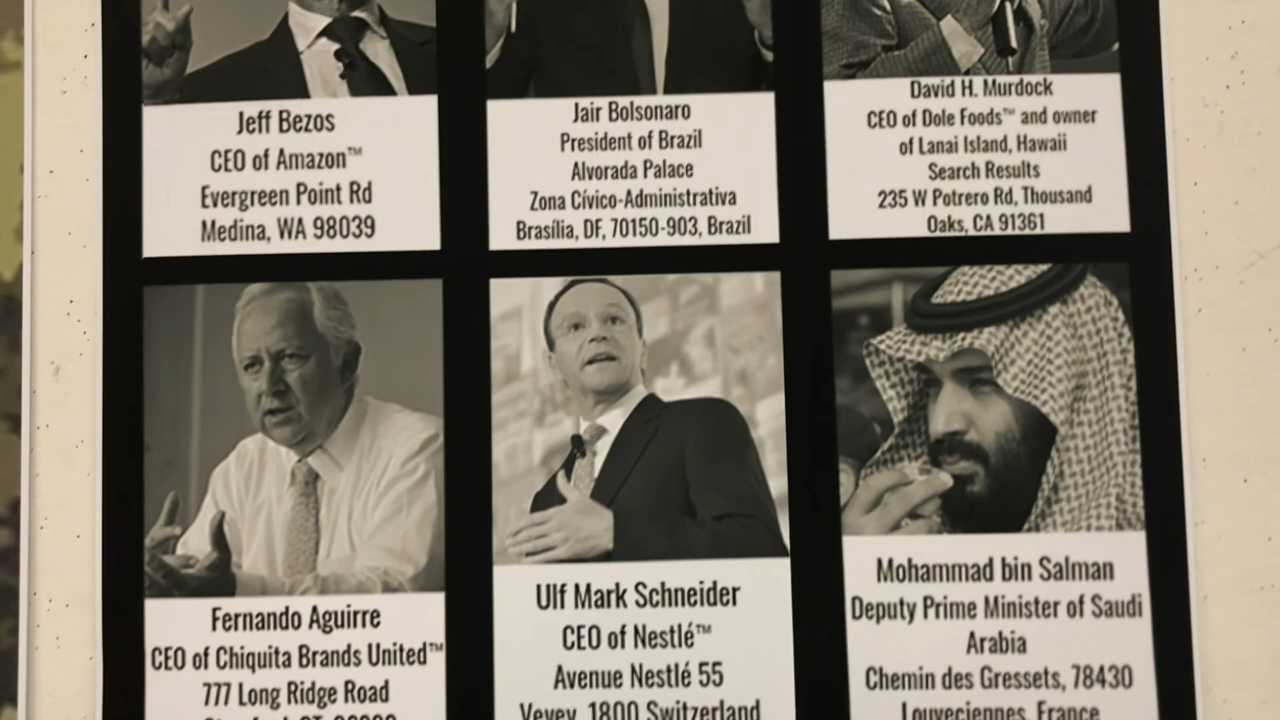 Jeff Bezos
CEO of Amazon™
Evergreen Point Rd
Medina, WA 98039
Jair Bolsonaro
President of Brazil
Alvorada Palace
Zona Cívico-Administrativa
Brasília, DF, 70150-903, Brazil
David H. Murdock
CEO of Dole Foods™ and owner
of Lanai Island, Hawaii
Search Results
235 W Potrero Rd, Thousand
Oaks, CA 91361
Fernando Aguirre
CEO of Chiquita Brands United™
777 Long Ridge Road
Ulf Mark Schneider
CEO of Nestlé™
Avenue Nestlé 55
Vevey, 1800 Switzerland
Mohammad bin Salman
Deputy Prime Minister of Saudi
Arabia
Chemin des Gressets, 78430
Louveciennes, France